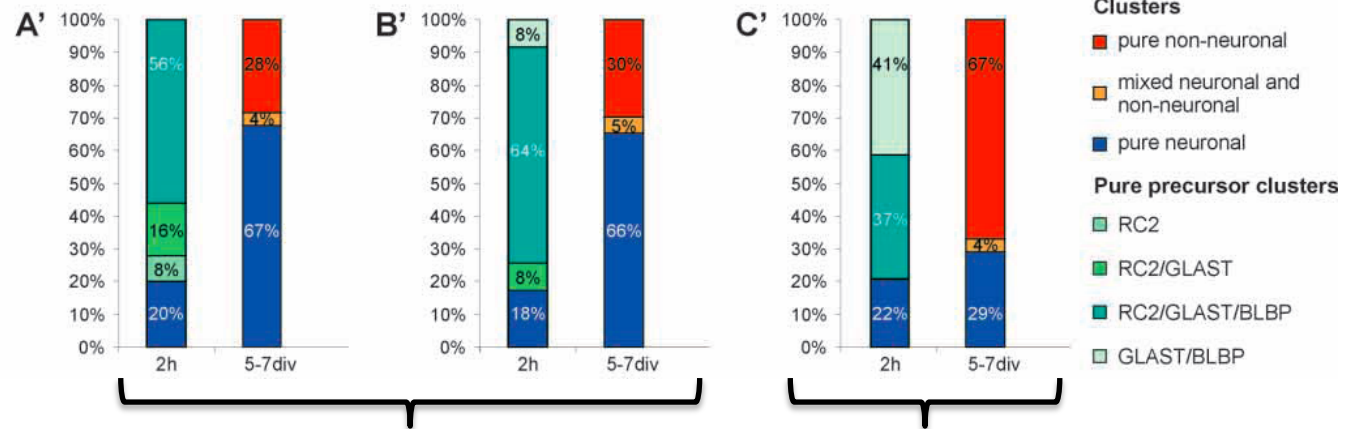 A’
100%
90%
80%
70%
60%
50%
40%
30%
20%
10%
0%
56%
16%
8%
20%
28%
4%
67%
2h
5-7div
B’
100%
90%
80%
70%
60%
50%
40%
30%
20%
10%
0%
8%
64%
8%
18%
30%
5%
66%
2h
5-7div
C’
100%
90%
80%
70%
60%
50%
40%
30%
20%
10%
0%
41%
37%
22%
67%
4%
29%
2h
5-7div
Clusters
pure non-neuronal
mixed neuronal and
non-neuronal
pure neuronal
Pure precursor clusters
RC2
RC2/GLAST
RC2/GLAST/BLBP
GLAST/BLBP